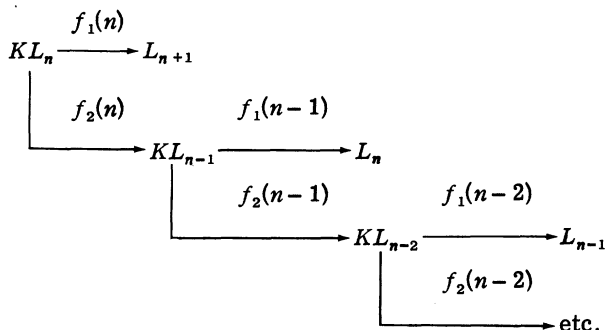 f₁(n)
KLₙ Lₙ₊₁
f₂(n) f₁(n−1)
KLₙ₋₁ Lₙ
f₂(n−1) f₁(n−2)
KLₙ₋₂ Lₙ₋₁
f₂(n−2)
etc.